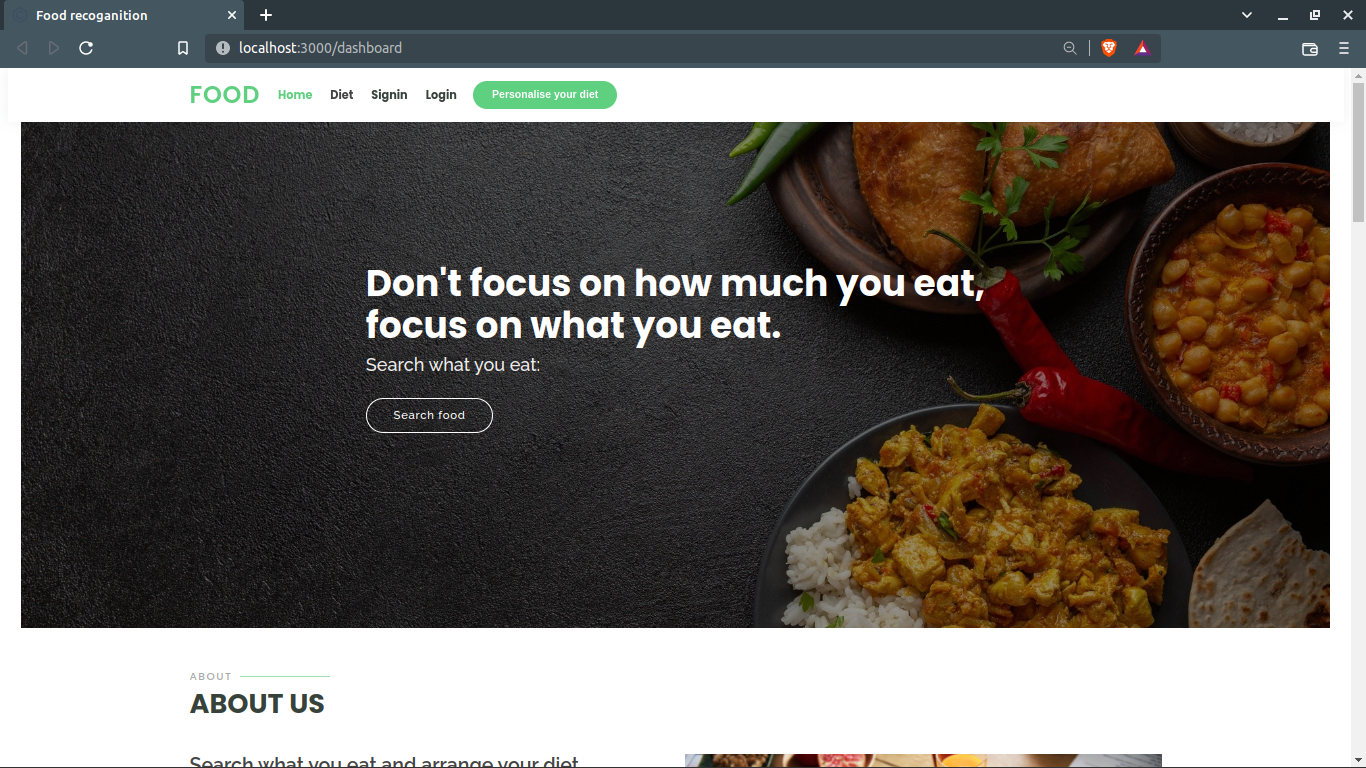 Food recoganition
localhost:3000/dashboard
FOOD Home Diet Signin Login Personalise your diet
Don't focus on how much you eat,
focus on what you eat.
Search what you eat:
Search food
ABOUT
ABOUT US
Search what you eat and arrange your diet